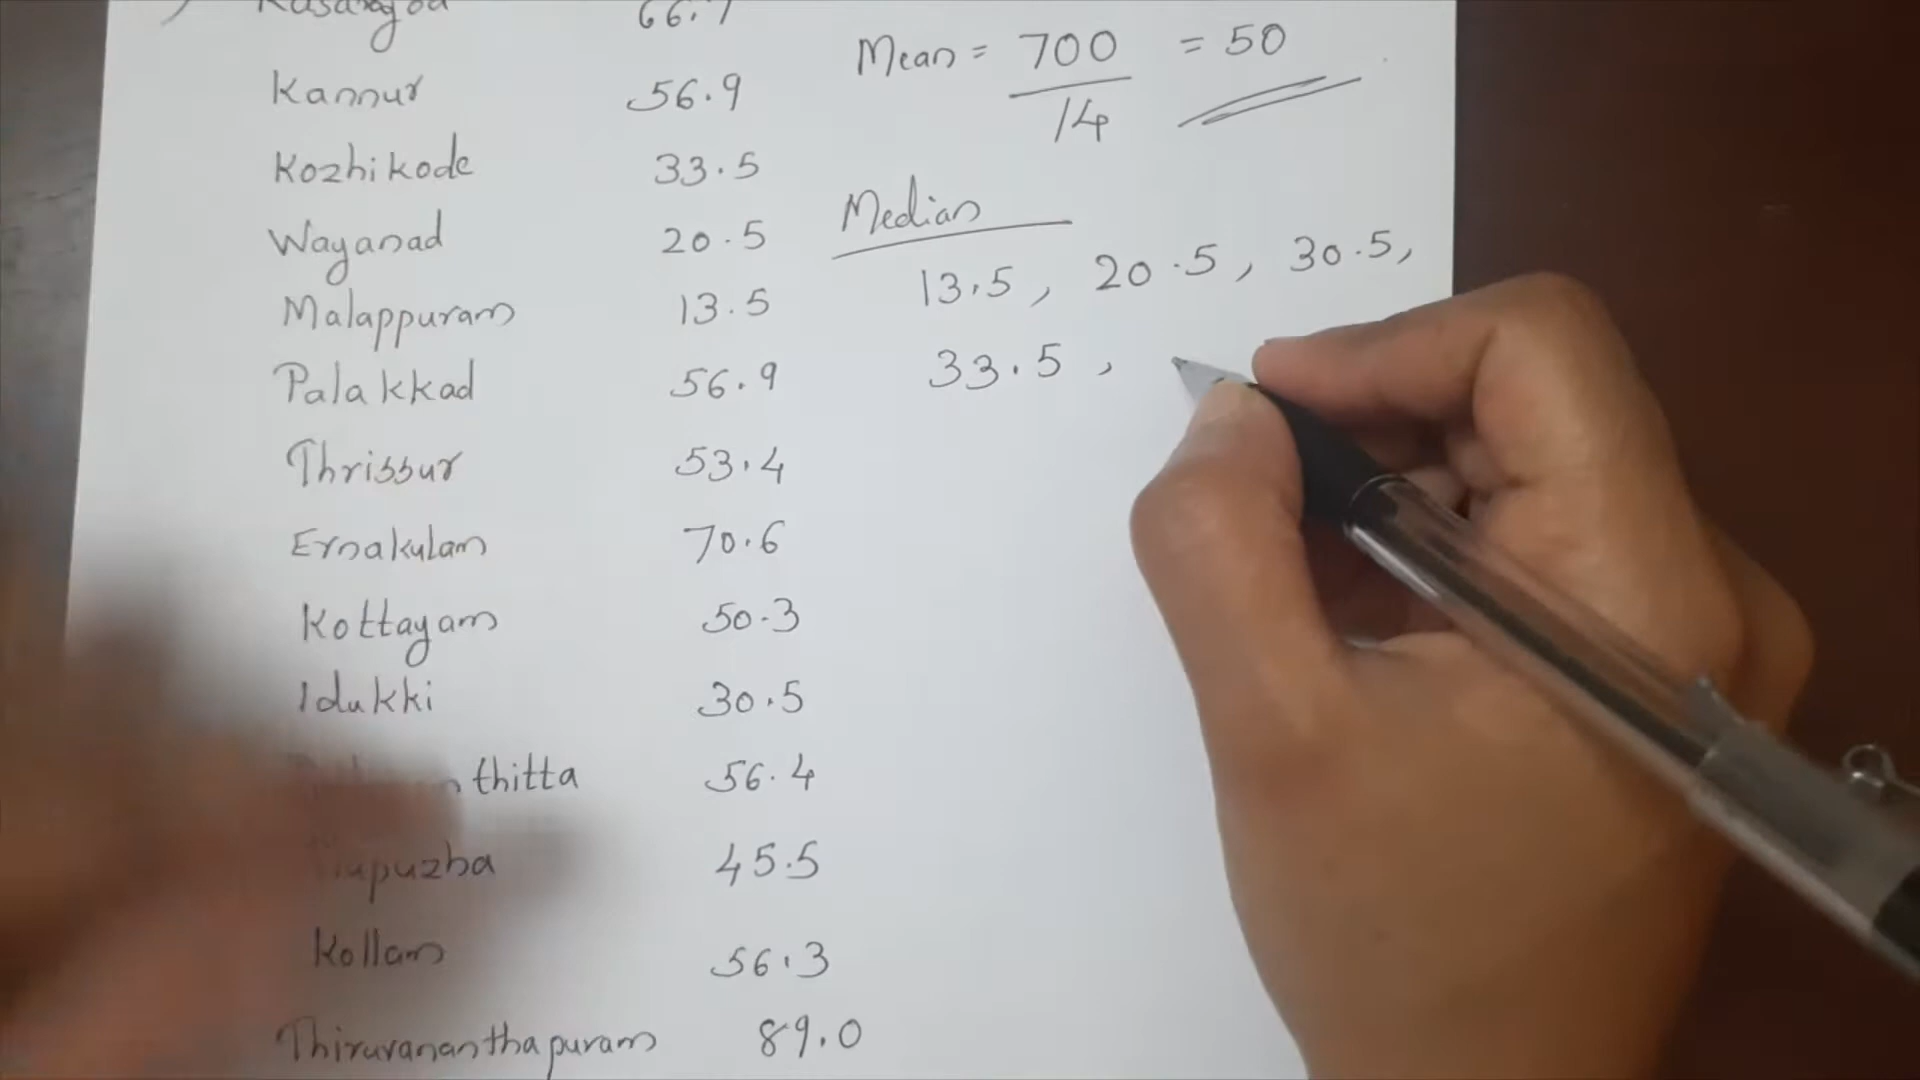 Kasaragod 66.7
Kannur 56.9
Kozhikode 33.5
Wayanad 20.5
Malappuram 13.5
Palakkad 56.9
Thrissur 53.4
Ernakulam 70.6
Kottayam 50.3
Idukki 30.5
thitta 56.4
puzha 45.5
Kollam 56.3
Thiruvananthapuram 89.0
Mean = 700 = 50
14
Median
13.5, 20.5, 30.5,
33.5,